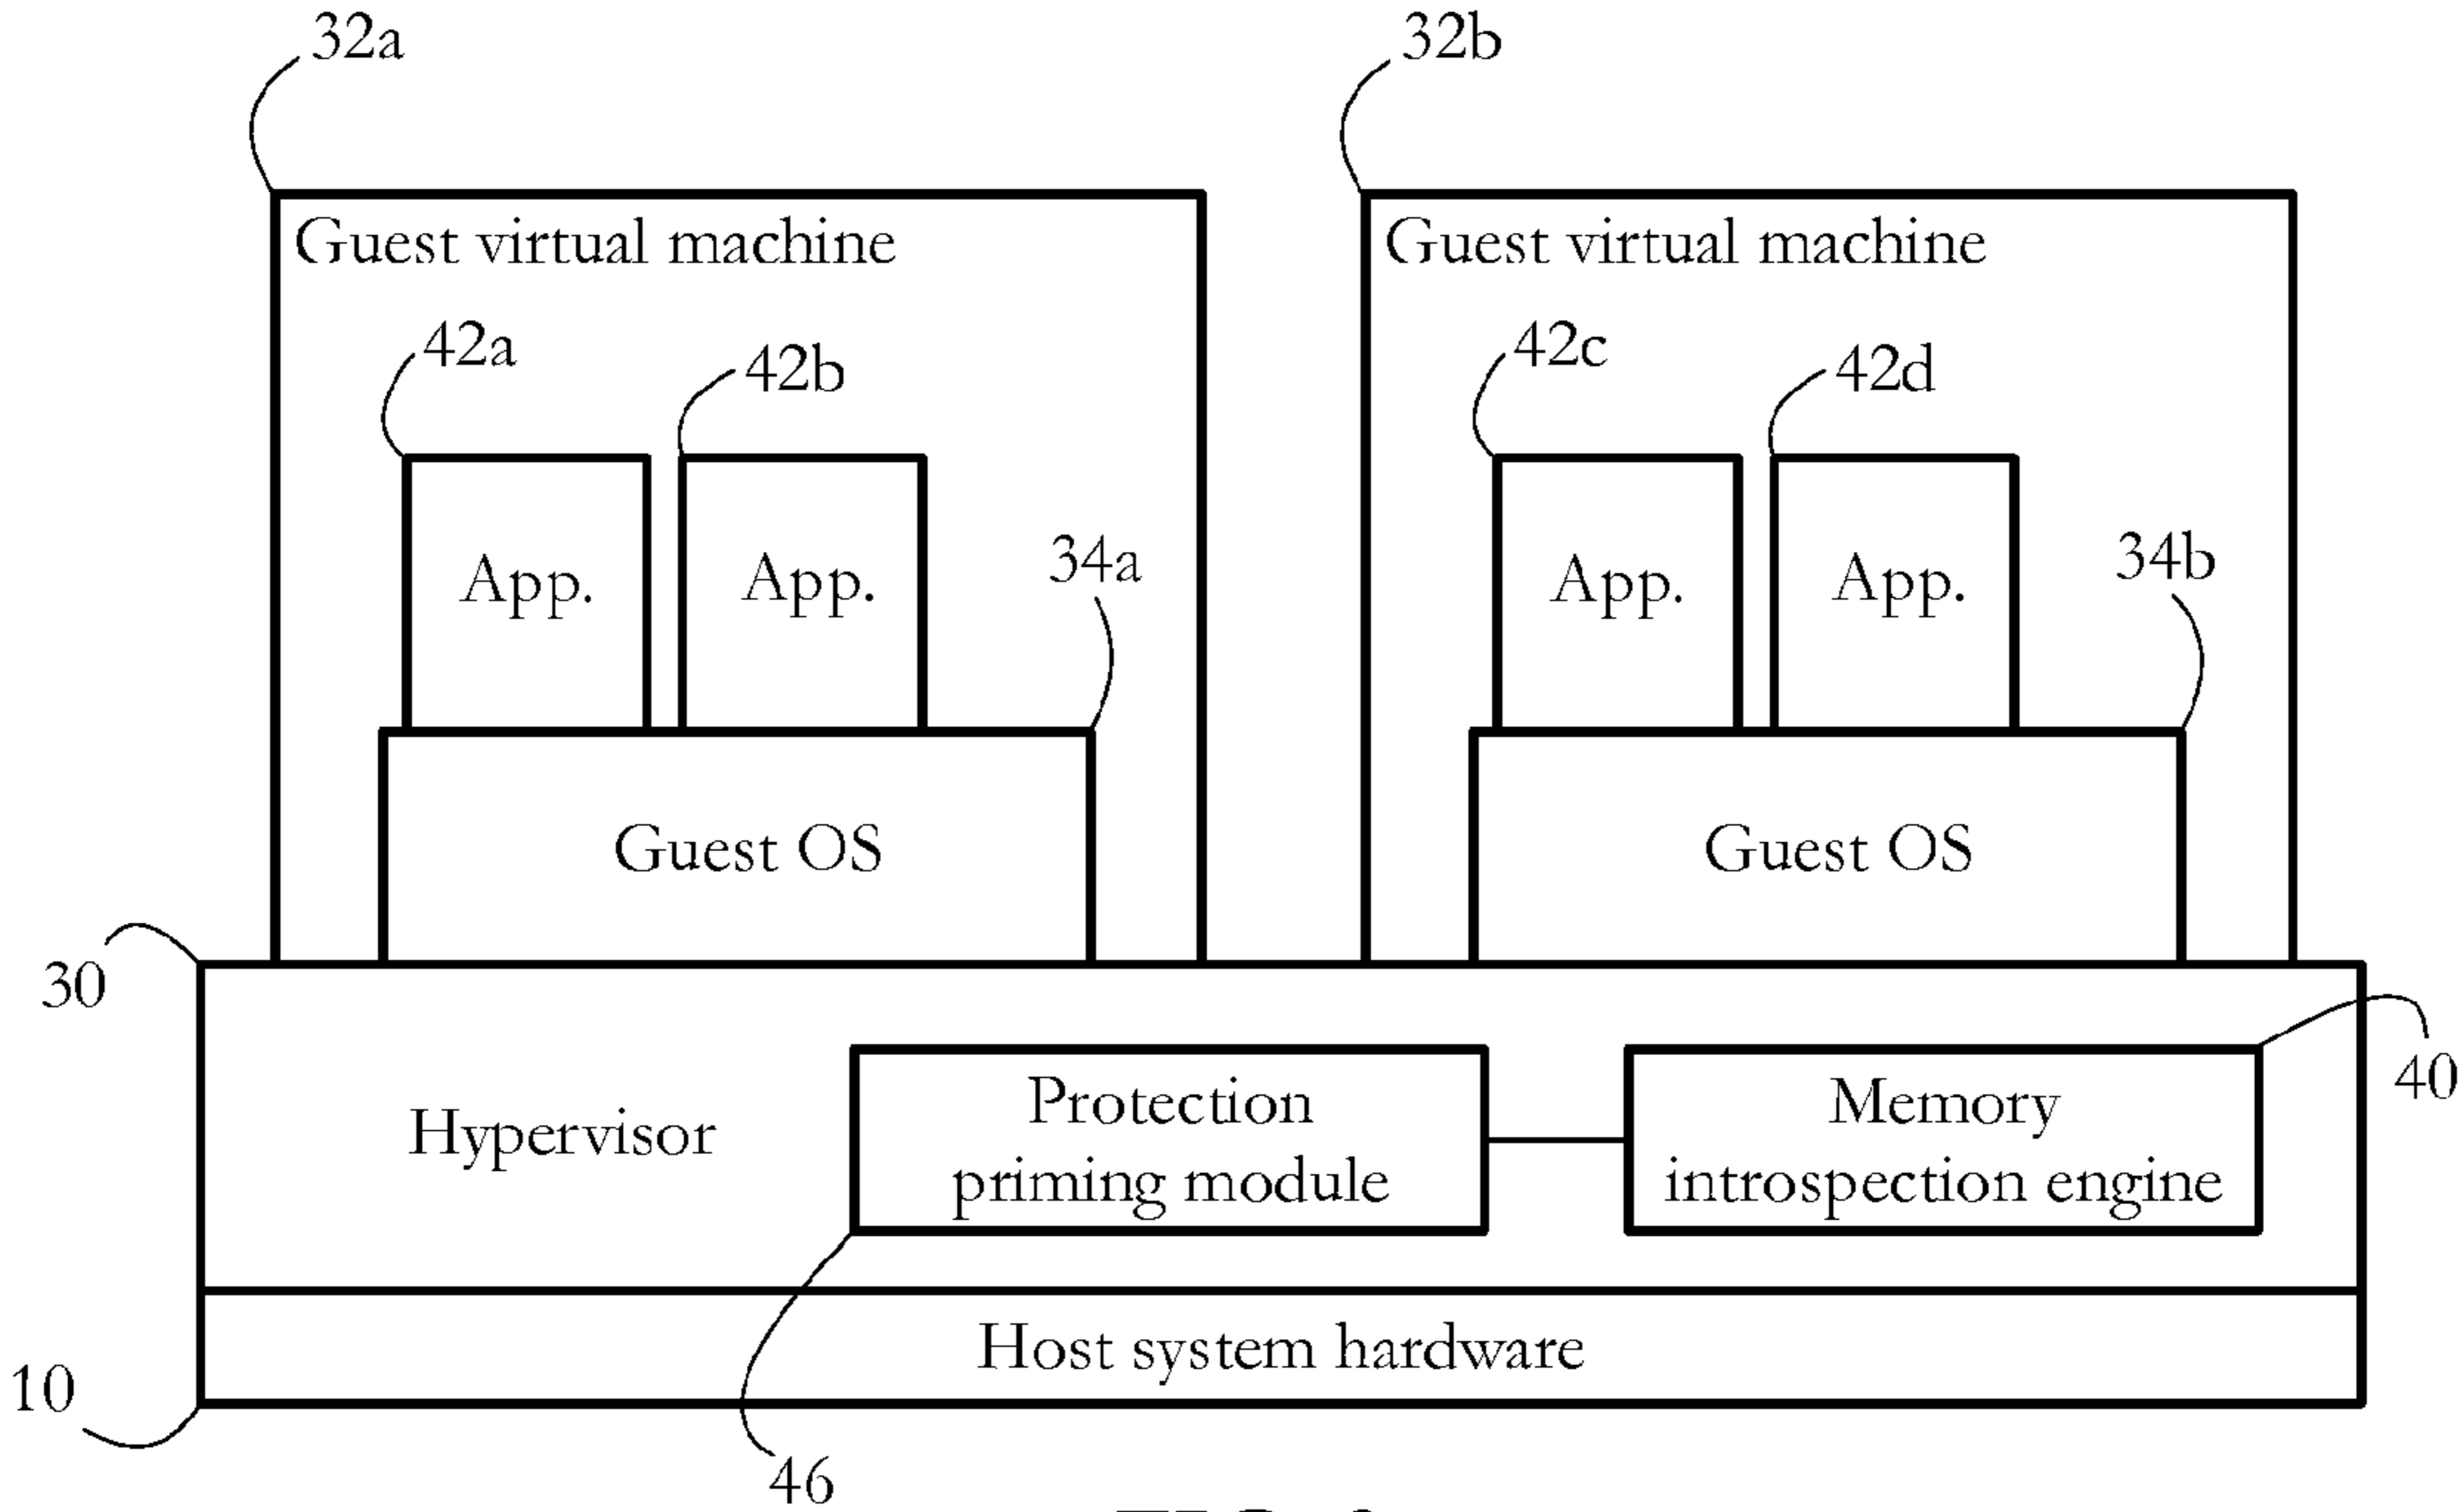 32a
32b
Guest virtual machine
Guest virtual machine
42a
42b
42c
42d
App.
App.
App.
App.
34a
34b
Guest OS
Guest OS
30
Hypervisor
Protection
priming module
Memory
introspection engine
40
Host system hardware
10
46